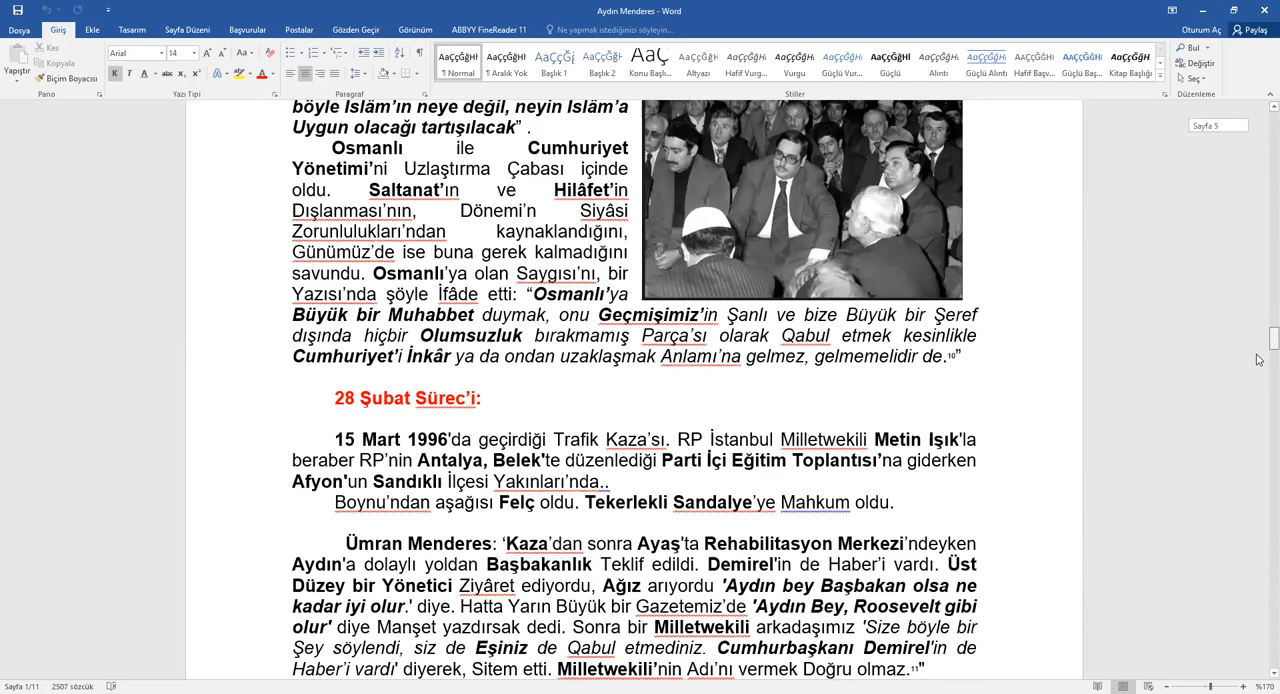 Aydın Menderes - Word
Dosya Giriş Ekle Tasarım Sayfa Düzeni Başvurular Postalar Gözden Geçir Görünüm ABBYY FineReader 11 Ne yapmak istediğinizi söyleyin... Oturum Aç Paylaş
Yapıştır
Kes
Kopyala
Biçim Boyacısı
Pano
Arial 14
K T A abc x₂ x²
Yazı Tipi
Paragraf
AaÇçĞğHł AaÇçĞğHł AaÇçĞğ AaÇçĞğH AaÇ AaÇçĞğH AaÇçĞğHı AaÇçĞğHı AaÇçĞğHı AaÇçĞğHł AaÇçĞğHı AaÇçĞğHı AaÇçĞğHı AaÇçĞğH
¶ Normal ¶ Aralık Yok Başlık 1 Başlık 2 Konu Başlı... Altyazı Hafif Vurg... Vurgu Güçlü Vur... Güçlü Alıntı Güçlü Alıntı Hafif Başv... Güçlü Baş... Kitap Başlığı
Stiller
Bul
Değiştir
Seç
Düzenleme
Sayfa 5
böyle İslâm’ın neye değil, neyin İslâm’a
Uygun olacağı tartışılacak” .
Osmanlı ile Cumhuriyet
Yönetimi’ni Uzlaştırma Çabası içinde
oldu. Saltanat’ın ve Hilâfet’in
Dışlanması’nın, Dönemi’n Siyâsi
Zorunlulukları’ndan kaynaklandığını,
Günümüz’de ise buna gerek kalmadığını
savundu. Osmanlı’ya olan Saygısı’nı, bir
Yazısı’nda şöyle İfâde etti: “Osmanlı’ya
Büyük bir Muhabbet duymak, onu Geçmişimiz’in Şanlı ve bize Büyük bir Şeref
dışında hiçbir Olumsuzluk bırakmamış Parça’sı olarak Qabul etmek kesinlikle
Cumhuriyet’i İnkâr ya da ondan uzaklaşmak Anlamı’na gelmez, gelmemelidir de.¹⁰”
28 Şubat Sürec’i:
15 Mart 1996'da geçirdiği Trafik Kaza’sı. RP İstanbul Milletwekili Metin Işık'la
beraber RP’nin Antalya, Belek'te düzenlediği Parti İçi Eğitim Toplantısı’na giderken
Afyon'un Sandıklı İlçesi Yakınları’nda..
Boynu’ndan aşağısı Felç oldu. Tekerlekli Sandalye’ye Mahkum oldu.
Ümran Menderes: ‘Kaza’dan sonra Ayaş'ta Rehabilitasyon Merkezi’ndeyken
Aydın'a dolaylı yoldan Başbakanlık Teklif edildi. Demirel'in de Haber’i vardı. Üst
Düzey bir Yönetici Ziyâret ediyordu, Ağız arıyordu 'Aydın bey Başbakan olsa ne
kadar iyi olur.' diye. Hatta Yarın Büyük bir Gazetemiz’de 'Aydın Bey, Roosevelt gibi
olur' diye Manşet yazdırsak dedi. Sonra bir Milletwekili arkadaşımız 'Size böyle bir
Şey söylendi, siz de Eşiniz de Qabul etmediniz. Cumhurbaşkanı Demirel'in de
Haber’i vardı' diyerek, Sitem etti. Milletwekili’nin Adı’nı vermek Doğru olmaz.¹¹"
Sayfa 1/11 2507 sözcük %170